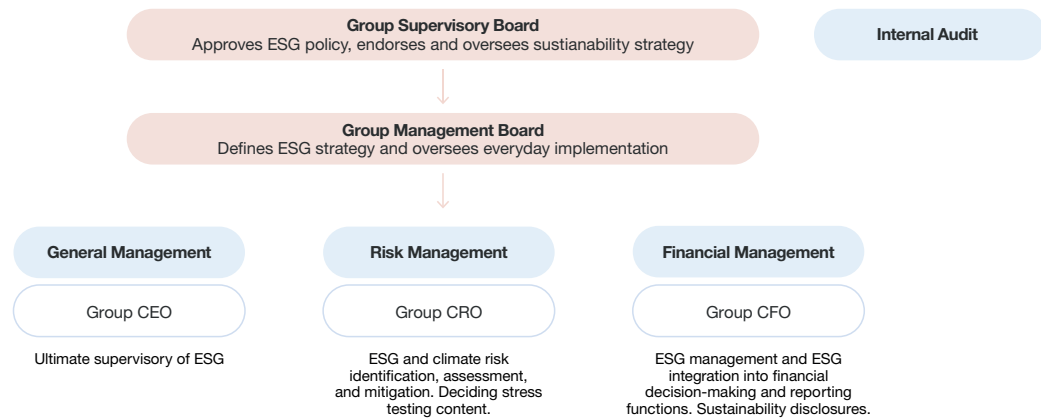 Group Supervisory Board
Approves ESG policy, endorses and oversees sustianability strategy
Internal Audit
Group Management Board
Defines ESG strategy and oversees everyday implementation
General Management
Risk Management
Financial Management
Group CEO
Group CRO
Group CFO
Ultimate supervisory of ESG
ESG and climate risk
identification, assessment,
and mitigation. Deciding stress
testing content.
ESG management and ESG
integration into financial
decision-making and reporting
functions. Sustainability disclosures.